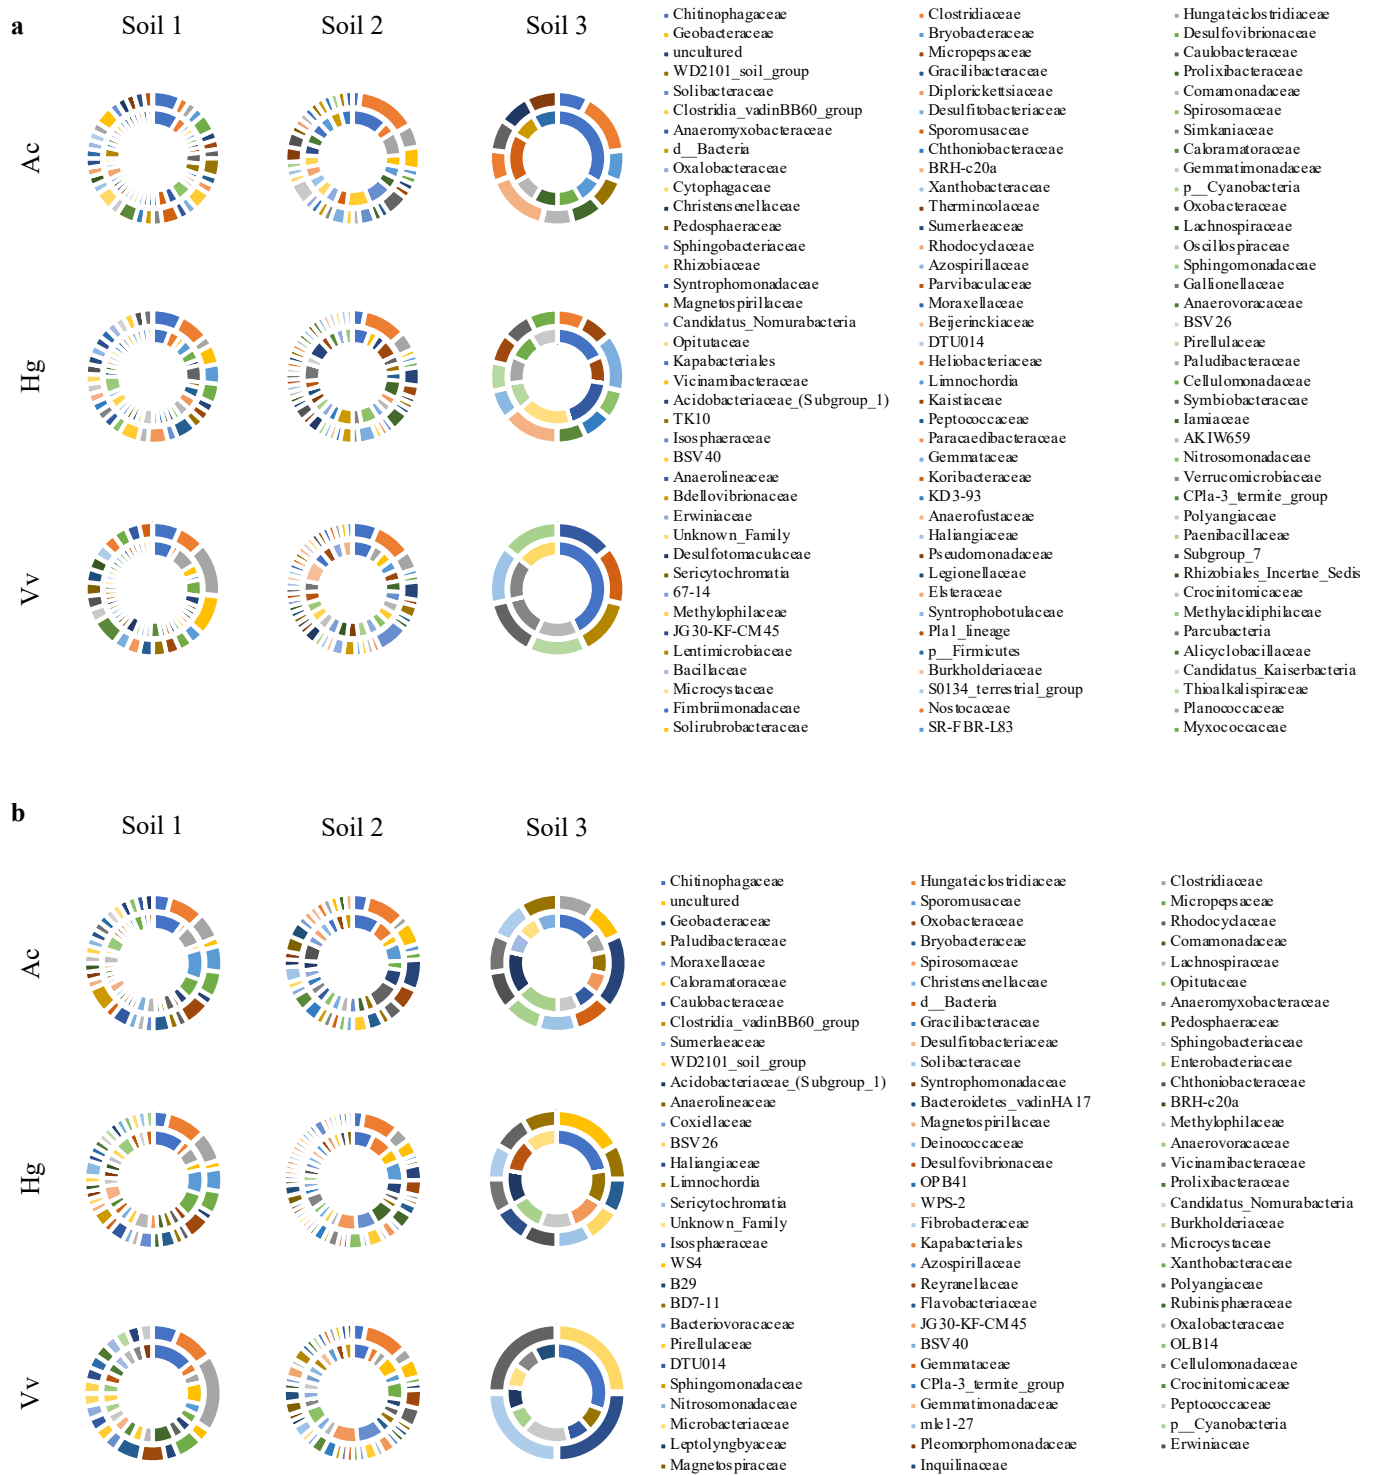 a
Soil 1 Soil 2 Soil 3
Ac
Hg
Vv
Chitinophagaceae Clostridiaceae Hungateiclostridiaceae
Geobacteraceae Bryobacteraceae Desulfovibrionaceae
uncultured Micropepsaceae Caulobacteraceae
WD2101_soil_group Gracilibacteraceae Prolixibacteraceae
Solibacteraceae Diplorickettsiaceae Comamonadaceae
Clostridia_vadinBB60_group Desulfitobacteriaceae Spirosomaceae
Anaeromyxobacteraceae Sporomusaceae Simkaniaceae
d__Bacteria Chthoniobacteraceae Caloramatoraceae
Oxalobacteraceae BRH-c20a Gemmatimonadaceae
Cytophagaceae Xanthobacteraceae p__Cyanobacteria
Christensenellaceae Thermincolaceae Oxobacteraceae
Pedosphaeraceae Sumerlaeaceae Lachnospiraceae
Sphingobacteriaceae Rhodocyclaceae Oscillospiraceae
Rhizobiaceae Azospirillaceae Sphingomonadaceae
Syntrophomonadaceae Parvibaculaceae Gallionellaceae
Magnetospirillaceae Moraxellaceae Anaerovoracaceae
Candidatus_Nomurabacteria Beijerinckiaceae BSV26
Opitutaceae DTU014 Pirellulaceae
Kapabacteriales Heliobacteriaceae Paludibacteraceae
Vicinamibacteraceae Limnochordia Cellulomonadaceae
Acidobacteriaceae_(Subgroup_1) Kaistiaceae Symbiobacteraceae
TK10 Peptococcaceae Iamiaceae
Isosphaeraceae Paracaedibacteraceae AKIW659
BSV40 Gemmataceae Nitrosomonadaceae
Anaerolineaceae Koribacteraceae Verrucomicrobiaceae
Bdellovibrionaceae KD3-93 CPla-3_termite_group
Erwiniaceae Anaerofustaceae Polyangiaceae
Unknown_Family Haliangiaceae Paenibacillaceae
Desulfotomaculaceae Pseudomonadaceae Subgroup_7
Sericytochromatia Legionellaceae Rhizobiales_Incertae_Sedis
67-14 Elsteraceae Crocinitomicaceae
Methylophilaceae Syntrophobotulaceae Methylacidiphilaceae
JG30-KF-CM45 Pla1_lineage Parcubacteria
Lentimicrobiaceae p__Firmicutes Alicyclobacillaceae
Bacillaceae Burkholderiaceae Candidatus_Kaiserbacteria
Microcystaceae S0134_terrestrial_group Thioalkalispiraceae
Fimbriimonadaceae Nostocaceae Planococcaceae
Solirubrobacteraceae SR-FBR-L83 Myxococcaceae
b
Soil 1 Soil 2 Soil 3
Ac
Hg
Vv
Chitinophagaceae Hungateiclostridiaceae Clostridiaceae
uncultured Sporomusaceae Micropepsaceae
Geobacteraceae Oxobacteraceae Rhodocyclaceae
Paludibacteraceae Bryobacteraceae Comamonadaceae
Moraxellaceae Spirosomaceae Lachnospiraceae
Caloramatoraceae Christensenellaceae Opitutaceae
Caulobacteraceae d__Bacteria Anaeromyxobacteraceae
Clostridia_vadinBB60_group Gracilibacteraceae Pedosphaeraceae
Sumerlaeaceae Desulfitobacteriaceae Sphingobacteriaceae
WD2101_soil_group Solibacteraceae Enterobacteriaceae
Acidobacteriaceae_(Subgroup_1) Syntrophomonadaceae Chthoniobacteraceae
Anaerolineaceae Bacteroidetes_vadinHA17 BRH-c20a
Coxiellaceae Magnetospirillaceae Methylophilaceae
BSV26 Deinococcaceae Anaerovoracaceae
Haliangiaceae Desulfovibrionaceae Vicinamibacteraceae
Limnochordia OPB41 Prolixibacteraceae
Sericytochromatia WPS-2 Candidatus_Nomurabacteria
Unknown_Family Fibrobacteraceae Burkholderiaceae
Isosphaeraceae Kapabacteriales Microcystaceae
WS4 Azospirillaceae Xanthobacteraceae
B29 Reyranellaceae Polyangiaceae
BD7-11 Flavobacteriaceae Rubinisphaeraceae
Bacteriovoracaceae JG30-KF-CM45 Oxalobacteraceae
Pirellulaceae BSV40 OLB14
DTU014 Gemmataceae Cellulomonadaceae
Sphingomonadaceae CPla-3_termite_group Crocinitomicaceae
Nitrosomonadaceae Gemmatimonadaceae Peptococcaceae
Microbacteriaceae mle1-27 p__Cyanobacteria
Leptolyngbyaceae Pleomorphomonadaceae Erwiniaceae
Magnetospiraceae Inquilinaceae